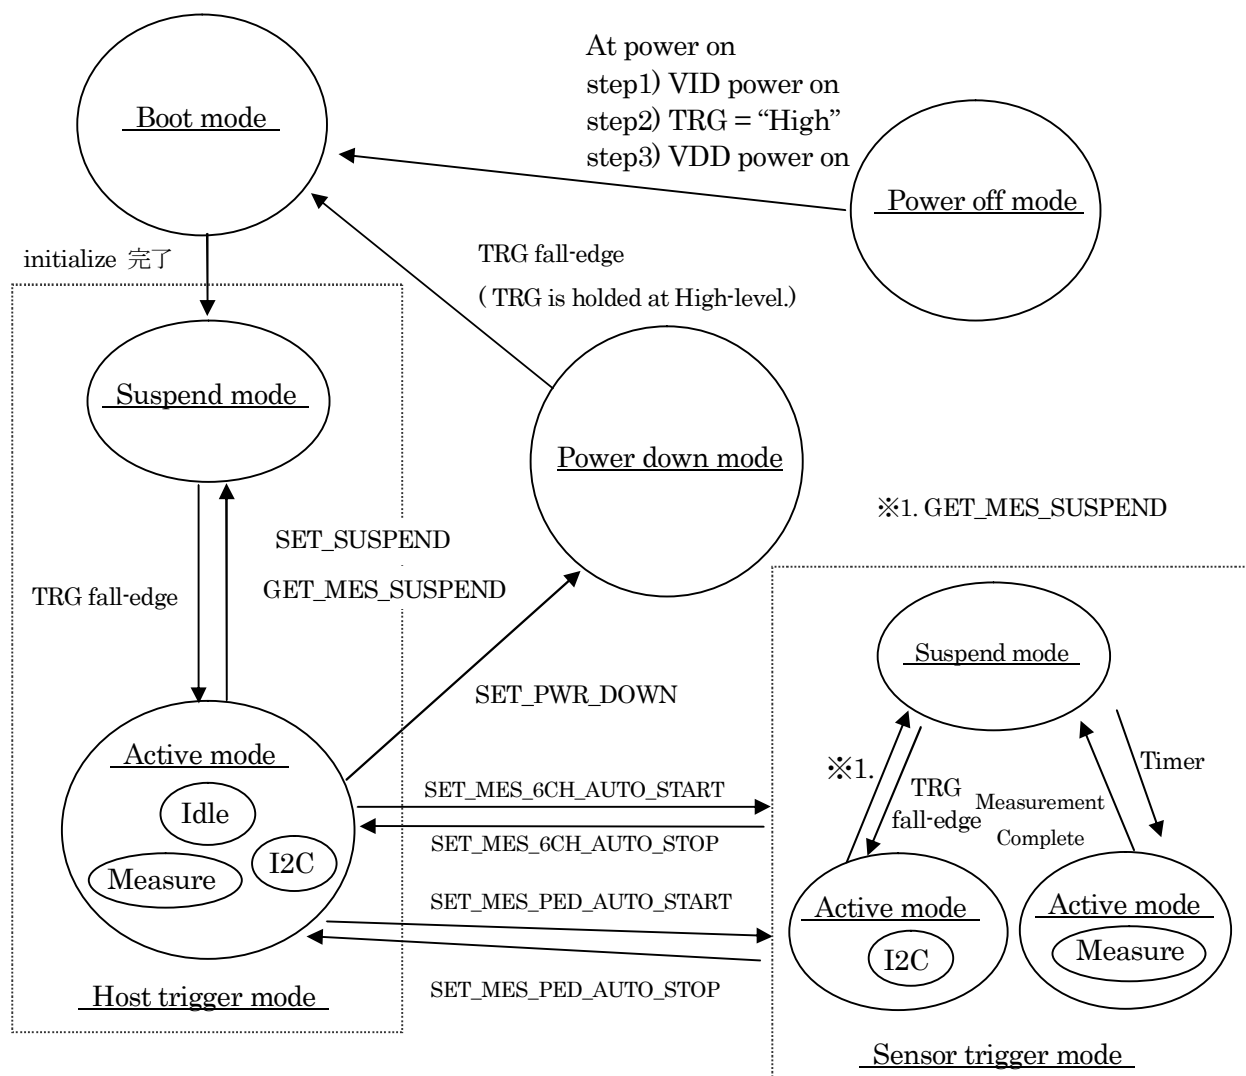 At power on
step1) VID power on
step2) TRG = “High”
step3) VDD power on
Boot mode
Power off mode
initialize 完了
TRG fall-edge
( TRG is holded at High-level.)
Suspend mode
Power down mode
※1. GET_MES_SUSPEND
SET_SUSPEND
GET_MES_SUSPEND
TRG fall-edge
SET_PWR_DOWN
Suspend mode
Active mode
Idle
I2C
Measure
SET_MES_6CH_AUTO_START
SET_MES_6CH_AUTO_STOP
SET_MES_PED_AUTO_START
SET_MES_PED_AUTO_STOP
Host trigger mode
※1.
TRG
fall-edge
Measurement
Complete
Timer
Active mode
I2C
Active mode
Measure
Sensor trigger mode